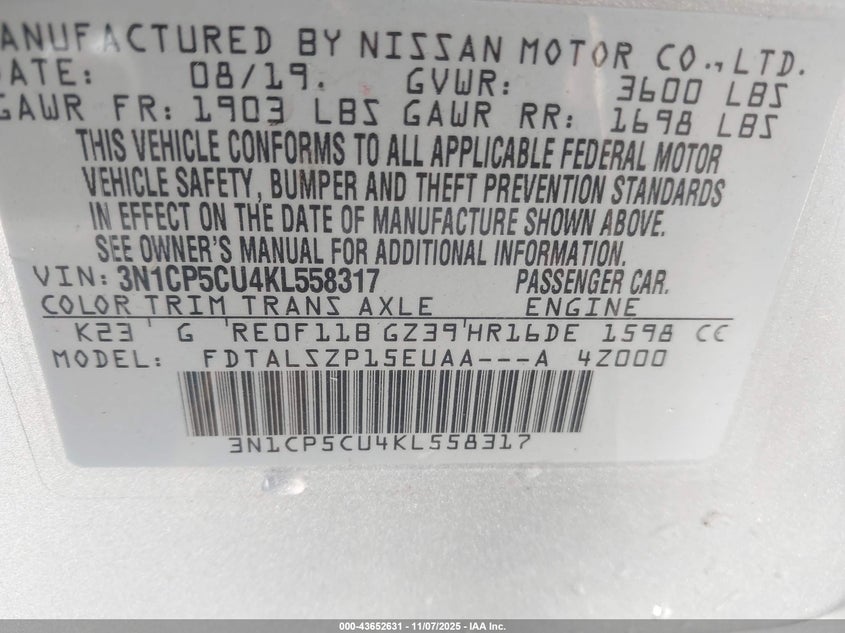 ANUFACTURED BY NISSAN MOTOR CO., LTD.
DATE: 08/19. GVWR: 3600 LBS
GAWR FR: 1903 LBS GAWR RR: 1698 LBS
THIS VEHICLE CONFORMS TO ALL APPLICABLE FEDERAL MOTOR
VEHICLE SAFETY, BUMPER AND THEFT PREVENTION STANDARDS
IN EFFECT ON THE DATE OF MANUFACTURE SHOWN ABOVE.
SEE OWNER'S MANUAL FOR ADDITIONAL INFORMATION.
VIN: 3N1CP5CU4KL558317 PASSENGER CAR.
COLOR TRIM TRANS AXLE ENGINE
K23 G RE0F11B GZ39 HR16DE 1598 CC
MODEL: FDTALSZP15EUAA---A 4Z000
3N1CP5CU4KL558317
000-43652631 - 11/07/2025 - IAA Inc.